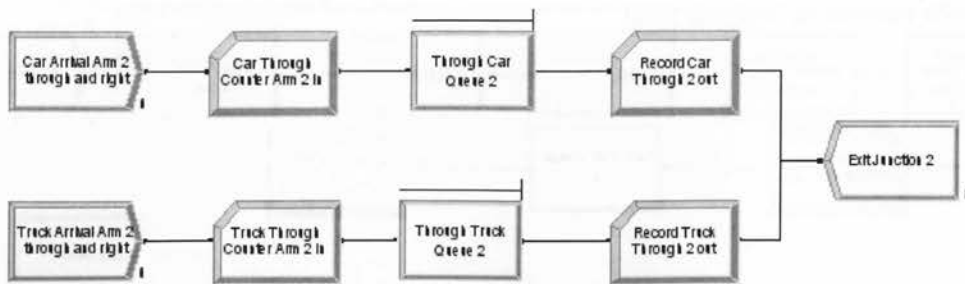 Car Arrival Arm 2
through and right
Car Through
Counter Arm 2 In
Through Car
Queue 2
Record Car
Through 2 out
Exit Junction 2
Truck Arrival Arm 2
through and right
Truck Through
Counter Arm 2 In
Through Truck
Queue 2
Record Truck
Through 2 out